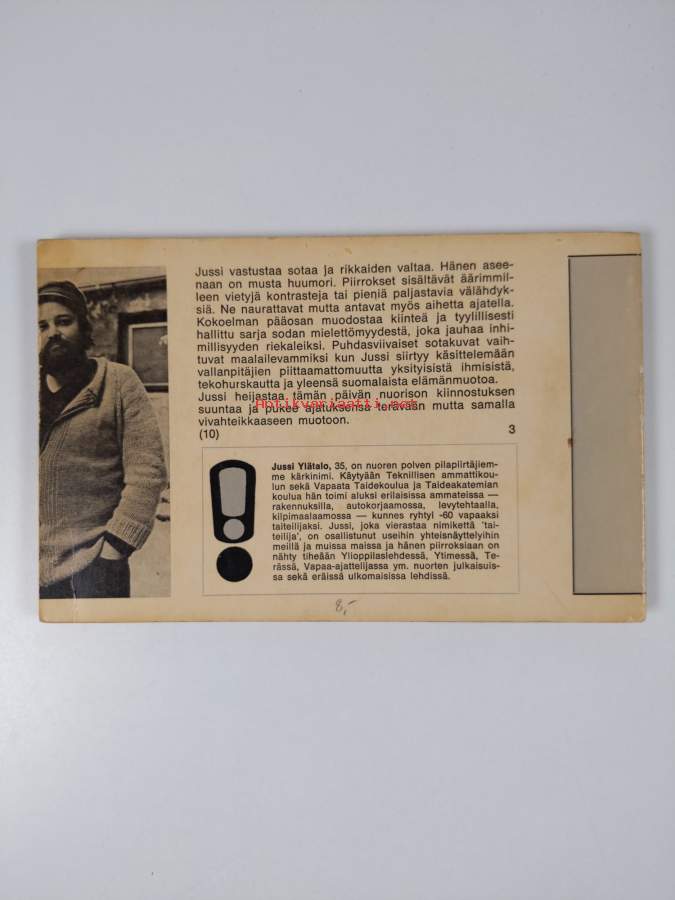 Jussi vastustaa sotaa ja rikkaiden valtaa. Hänen asee-
naan on musta huumori. Piirrokset sisältävät äärimmil-
leen vietyjä kontrasteja tai pieniä paljastavia välähdyk-
siä. Ne naurattavat mutta antavat myös aihetta ajatella.
Kokoelman pääosan muodostaa kiinteä ja tyylillisesti
hallittu sarja sodan mielettömyydestä, joka jauhaa inhi-
millisyyden riekaleiksi. Puhdasviivaiset sotakuvat vaih-
tuvat maalailevammiksi kun Jussi siirtyy käsittelemään
vallanpitäjien piittaamattomuutta yksityisistä ihmisistä,
tekohurskautta ja yleensä suomalaista elämänmuotoa.
Jussi heijastaa tämän päivän nuorison kiinnostuksen
suuntaa ja pukee ajatuksensa terävään mutta samalla
Antikvariaatti.net
vivahteikkaaseen muotoon.
(10) 3
Jussi Ylätalo, 35, on nuoren polven pilapiirtäjiem-
me kärkinimi. Käytyään Teknillisen ammattikou-
lun sekä Vapaata Taidekoulua ja Taideakatemian
koulua hän toimi aluksi erilaisissa ammateissa —
rakennuksilla, autokorjaamossa, levytehtaalla,
kilpimaalaamossa — kunnes ryhtyi -60 vapaaksi
taiteilijaksi. Jussi, joka vierastaa nimikettä 'tai-
teilija', on osallistunut useihin yhteisnäyttelyihin
meillä ja muissa maissa ja hänen piirroksiaan on
nähty tiheään Ylioppilaslehdessä, Ytimessä, Te-
rässä, Vapaa-ajattelijassa ym. nuorten julkaisuis-
sa sekä eräissä ulkomaisissa lehdissä.
8,-